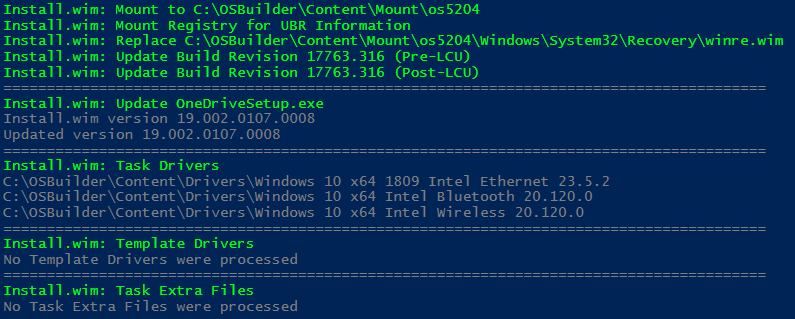 Install.wim: Mount to C:\OSBuilder\Content\Mount\os5204
Install.wim: Mount Registry for UBR Information
Install.wim: Replace C:\OSBuilder\Content\Mount\os5204\Windows\System32\Recovery\winre.wim
Install.wim: Update Build Revision 17763.316 (Pre-LCU)
Install.wim: Update Build Revision 17763.316 (Post-LCU)
========================================================================================
Install.wim: Update OneDriveSetup.exe
Install.wim version 19.002.0107.0008
Updated version 19.002.0107.0008
========================================================================================
Install.wim: Task Drivers
C:\OSBuilder\Content\Drivers\Windows 10 x64 1809 Intel Ethernet 23.5.2
C:\OSBuilder\Content\Drivers\Windows 10 x64 Intel Bluetooth 20.120.0
C:\OSBuilder\Content\Drivers\Windows 10 x64 Intel Wireless 20.120.0
========================================================================================
Install.wim: Template Drivers
No Template Drivers were processed
========================================================================================
Install.wim: Task Extra Files
No Task Extra Files were processed